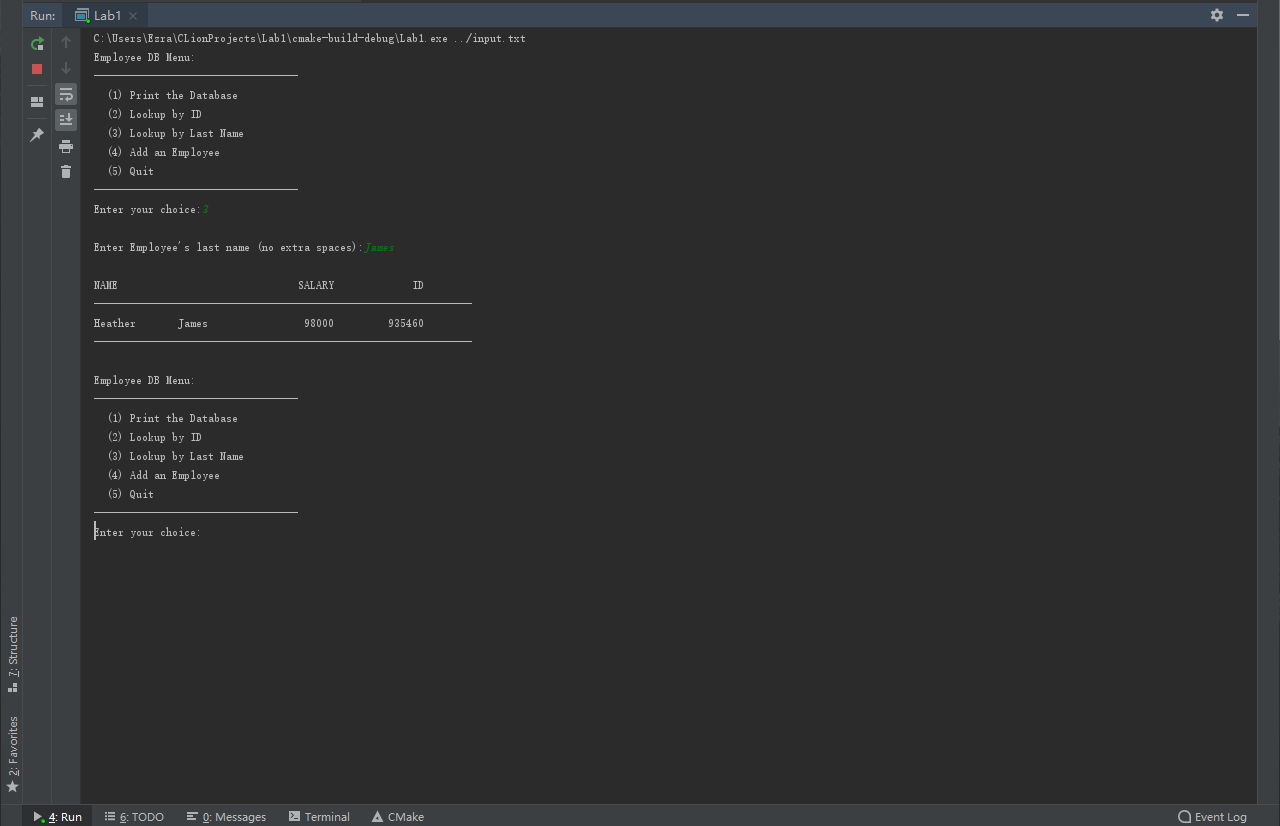 Run: Lab1
C:\Users\Ezra\CLionProjects\Lab1\cmake-build-debug\Lab1.exe ../input.txt
Employee DB Menu:
(1) Print the Database
(2) Lookup by ID
(3) Lookup by Last Name
(4) Add an Employee
(5) Quit
Enter your choice:3
Enter Employee's last name (no extra spaces):James
NAME SALARY ID
Heather James 98000 935460
Employee DB Menu:
(1) Print the Database
(2) Lookup by ID
(3) Lookup by Last Name
(4) Add an Employee
(5) Quit
Enter your choice:
7: Structure
2: Favorites
4: Run 6: TODO 0: Messages Terminal CMake Event Log